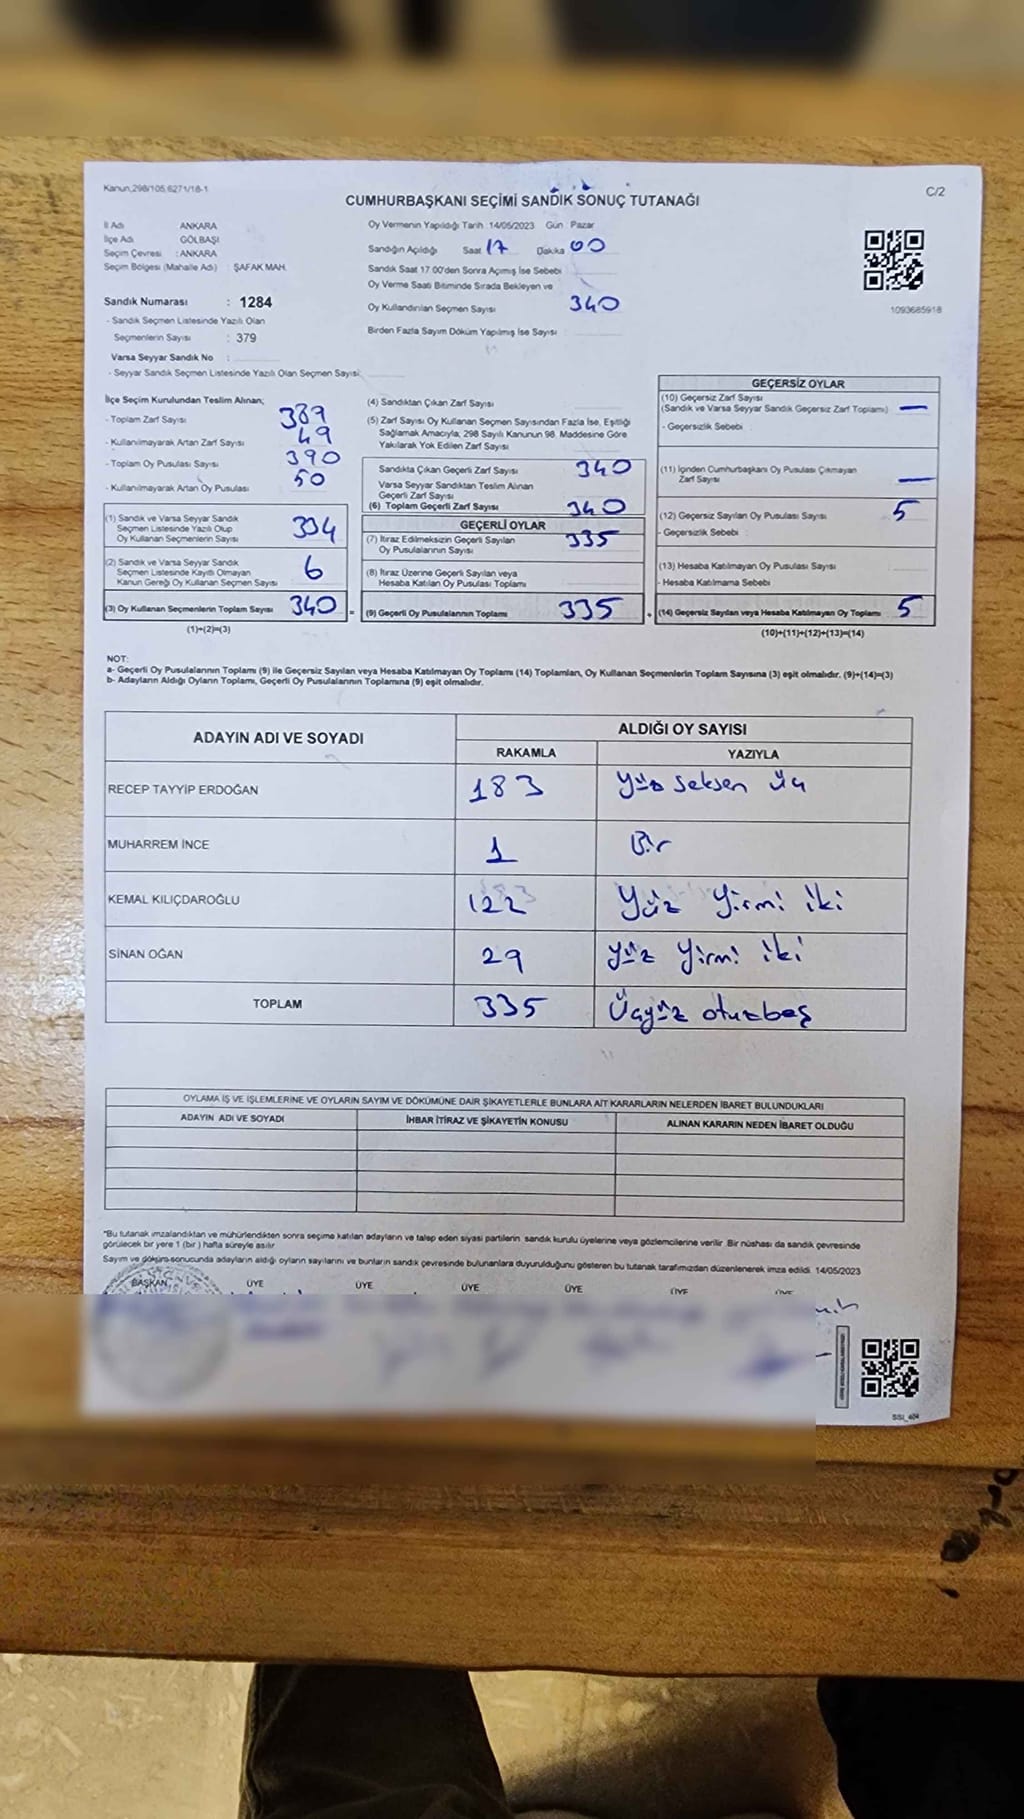 Kanun,298/105,6271/18-1
C/2
CUMHURBAŞKANI SEÇİMİ SANDIK SONUÇ TUTANAĞI
İl Adı ANKARA
İlçe Adı GÖLBAŞI
Seçim Çevresi : ANKARA
Seçim Bölgesi (Mahalle Adı) : ŞAFAK MAH.
Sandık Numarası : 1284
- Sandık Seçmen Listesinde Yazılı Olan
Seçmenlerin Sayısı : 379
Varsa Seyyar Sandık No :
- Seyyar Sandık Seçmen Listesinde Yazılı Olan Seçmen Sayısı
Oy Vermenin Yapıldığı Tarih :14/05/2023 Gün : Pazar
Sandığın Açıldığı Saat 17 Dakika 00
Sandık Saat 17.00'den Sonra Açımış İse Sebebi
Oy Verme Saati Bitiminde Sırada Bekleyen ve
Oy Kullandırılan Seçmen Sayısı 340
Birden Fazla Sayım Döküm Yapılmış İse Sayısı
1093685918
İlçe Seçim Kurulundan Teslim Alınan;
- Toplam Zarf Sayısı 389
- Kullanılmayarak Artan Zarf Sayısı 49
- Toplam Oy Pusulası Sayısı 390
- Kullanılmayarak Artan Oy Pusulası 50
(1) Sandık ve Varsa Seyyar Sandık
Seçmen Listesinde Yazılı Olup
Oy Kullanan Seçmenlerin Sayısı 334
(2) Sandık ve Varsa Seyyar Sandık
Seçmen Listesinde Kayıtlı Olmayan
Kanun Gereği Oy Kullanan Seçmen Sayısı 6
(3) Oy Kullanan Seçmenlerin Toplam Sayısı 340 =
(1)+(2)=(3)
(4) Sandıktan Çıkan Zarf Sayısı
(5) Zarf Sayısı Oy Kullanan Seçmen Sayısından Fazla İse, Eşitliği
Sağlamak Amacıyla, 298 Sayılı Kanunun 98. Maddesine Göre
Yakılarak Yok Edilen Zarf Sayısı
Sandıkta Çıkan Geçerli Zarf Sayısı 340
Varsa Seyyar Sandıktan Teslim Alınan
Geçerli Zarf Sayısı
(6) Toplam Geçerli Zarf Sayısı 340
GEÇERLİ OYLAR
(7) İtiraz Edilmeksizin Geçerli Sayılan
Oy Pusulalarının Sayısı 335
(8) İtiraz Üzerine Geçerli Sayılan veya
Hesaba Katılan Oy Pusulası Toplamı
(9) Geçerli Oy Pusulalarının Toplamı 335 +
GEÇERSİZ OYLAR
(10) Geçersiz Zarf Sayısı
(Sandık ve Varsa Seyyar Sandık Geçersiz Zarf Toplamı) —
- Geçersizlik Sebebi
(11) İçinden Cumhurbaşkanı Oy Pusulası Çıkmayan
Zarf Sayısı —
(12) Geçersiz Sayılan Oy Pusulası Sayısı 5
- Geçersizlik Sebebi
(13) Hesaba Katılmayan Oy Pusulası Sayısı
- Hesaba Katılmama Sebebi
(14) Geçersiz Sayılan veya Hesaba Katılmayan Oy Toplamı 5
(10)+(11)+(12)+(13)=(14)
NOT:
a- Geçerli Oy Pusulalarının Toplamı (9) ile Geçersiz Sayılan veya Hesaba Katılmayan Oy Toplamı (14) Toplamları, Oy Kullanan Seçmenlerin Toplam Sayısına (3) eşit olmalıdır. (9)+(14)=(3)
b- Adayların Aldığı Oyların Toplamı, Geçerli Oy Pusulalarının Toplamına (9) eşit olmalıdır.
ADAYIN ADI VE SOYADI
ALDIĞI OY SAYISI
RAKAMLA YAZIYLA
RECEP TAYYİP ERDOĞAN 183 Yüz seksen üç
MUHARREM İNCE 1 Bir
KEMAL KILIÇDAROĞLU 122 Yüz Yirmi iki
SİNAN OĞAN 29 yüz yirmi iki
TOPLAM 335 Üçyüz otuzbeş
OYLAMA İŞ VE İŞLEMLERİNE VE OYLARIN SAYIM VE DÖKÜMÜNE DAİR ŞİKAYETLERLE BUNLARA AİT KARARLARIN NELERDEN İBARET BULUNDUKLARI
ADAYIN ADI VE SOYADI İHBAR İTİRAZ VE ŞİKAYETİN KONUSU ALINAN KARARIN NEDEN İBARET OLDUĞU
*Bu tutanak imzalandıktan ve mühürlendikten sonra seçime katılan adayların ve talep eden siyasi partilerin sandık kurulu üyelerine veya gözlemcilerine verilir. Bir nüshası da sandık çevresinde
görülecek bir yere 1 (bir) hafta süreyle asılır
Sayım ve döküm sonucunda adayların aldığı oyların sayılarını ve bunların sandık çevresinde bulunanlara duyurulduğunu gösteren bu tutanak tarafımızdan düzenlenerek imza edildi. 14/05/2023
BAŞKAN ÜYE ÜYE ÜYE ÜYE ÜYE ÜYE